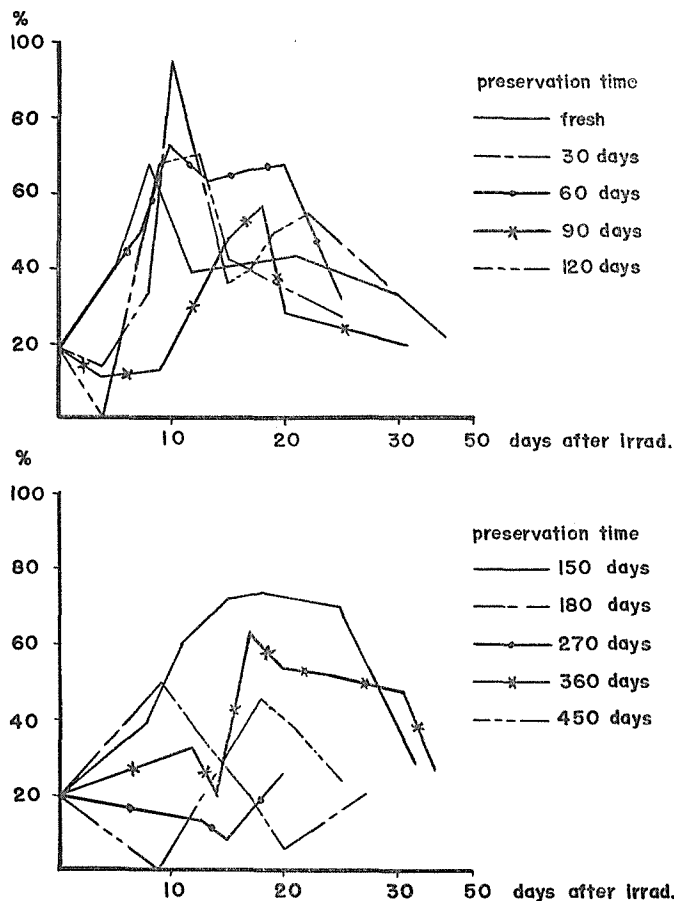 %
100
80
60
40
20
10 20 30 50 days after irrad.
preservation time
fresh
30 days
60 days
90 days
120 days
%
100
80
60
40
20
10 20 30 50 days after irrad.
preservation time
150 days
180 days
270 days
360 days
450 days